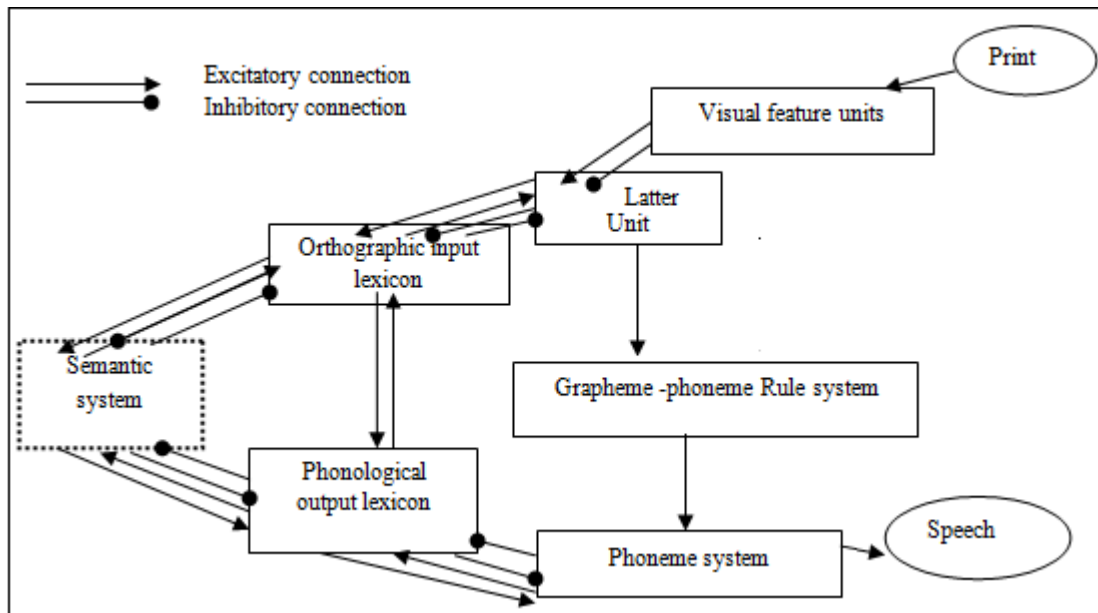 Print
Excitatory connection
Inhibitory connection
Visual feature units
Latter
Unit
Orthographic input
lexicon
Semantic
system
Grapheme -phoneme Rule system
Phonological
output lexicon
Speech
Phoneme system